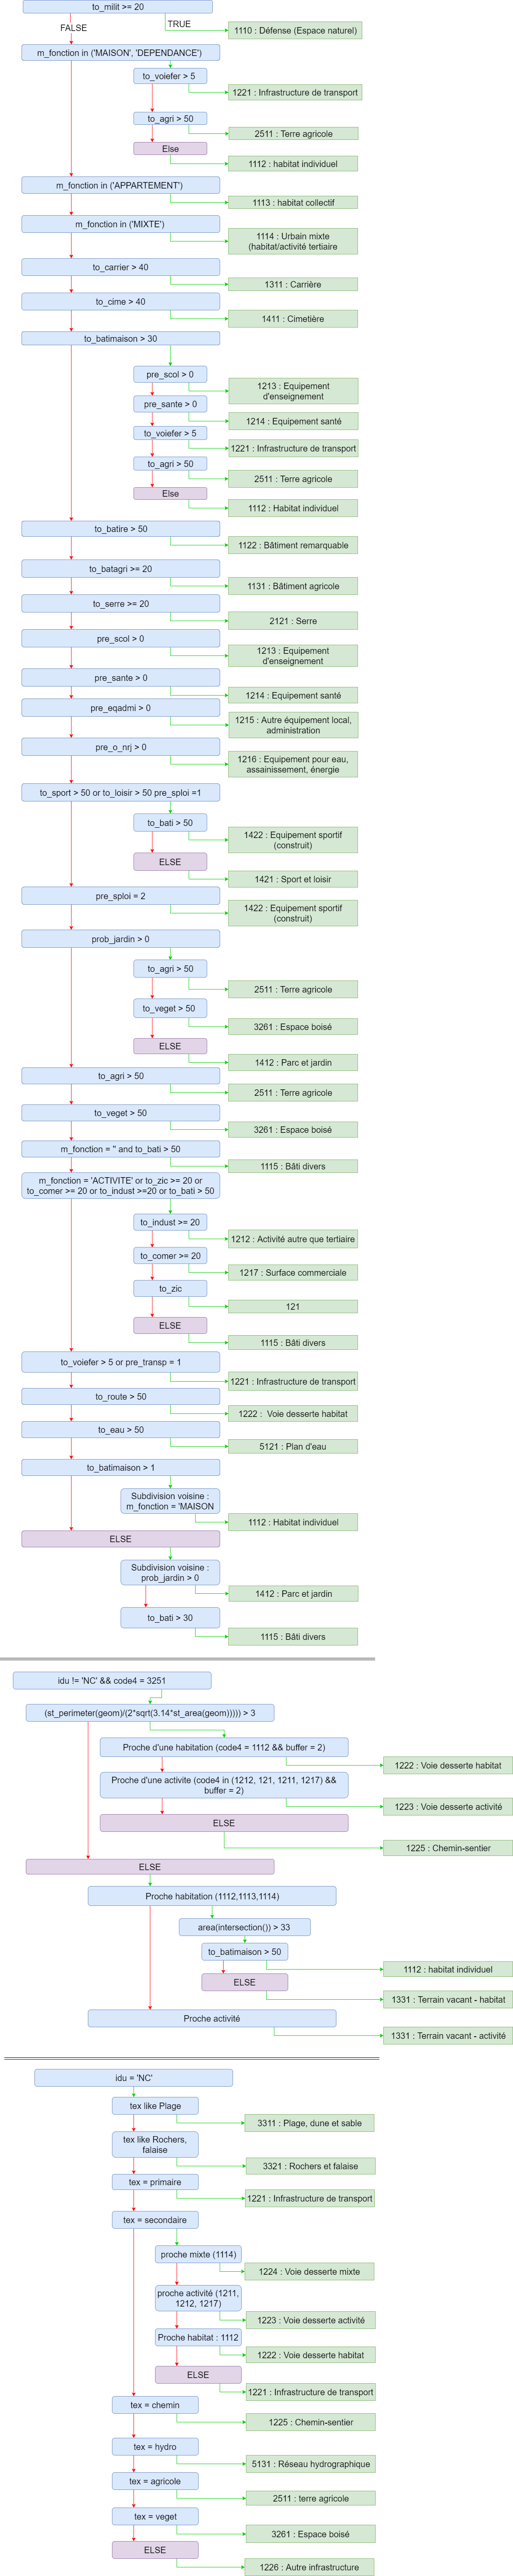 to_milit >= 20
FALSE
TRUE
1110 : Défense (Espace naturel)
m_fonction in ('MAISON', 'DEPENDANCE')
to_voiefer > 5
1221 : Infrastructure de transport
to_agri > 50
2511 : Terre agricole
Else
1112 : habitat individuel
m_fonction in ('APPARTEMENT')
1113 : habitat collectif
m_fonction in ('MIXTE')
1114 : Urbain mixte
(habitat/activité tertiaire
to_carrier > 40
1311 : Carrière
to_cime > 40
1411 : Cimetière
to_batimaison > 30
pre_scol > 0
1213 : Equipement
d'enseignement
pre_sante > 0
1214 : Equipement santé
to_voiefer > 5
1221 : Infrastructure de transport
to_agri > 50
2511 : Terre agricole
Else
1112 : Habitat individuel
to_batire > 50
1122 : Bâtiment remarquable
to_batagri >= 20
1131 : Bâtiment agricole
to_serre >= 20
2121 : Serre
pre_scol > 0
1213 : Equipement
d'enseignement
pre_sante > 0
1214 : Equipement santé
pre_eqadmi > 0
1215 : Autre équipement local,
administration
pre_o_nrj > 0
1216 : Equipement pour eau,
assainissement, énergie
to_sport > 50 or to_loisir > 50 pre_sploi =1
to_bati > 50
1422 : Equipement sportif
(construit)
ELSE
1421 : Sport et loisir
pre_sploi = 2
1422 : Equipement sportif
(construit)
prob_jardin > 0
to_agri > 50
2511 : Terre agricole
to_veget > 50
3261 : Espace boisé
ELSE
1412 : Parc et jardin
to_agri > 50
2511 : Terre agricole
to_veget > 50
3261 : Espace boisé
m_fonction = '' and to_bati > 50
1115 : Bâti divers
m_fonction = 'ACTIVITE' or to_zic >= 20 or
to_comer >= 20 or to_indust >=20 or to_bati > 50
to_indust >= 20
1212 : Activité autre que tertiaire
to_comer >= 20
1217 : Surface commerciale
to_zic
121
ELSE
1115 : Bâti divers
to_voiefer > 5 or pre_transp = 1
1221 : Infrastructure de transport
to_route > 50
1222 : Voie desserte habitat
to_eau > 50
5121 : Plan d'eau
to_batimaison > 1
Subdivision voisine :
m_fonction = 'MAISON
1112 : Habitat individuel
ELSE
Subdivision voisine :
prob_jardin > 0
1412 : Parc et jardin
to_bati > 30
1115 : Bâti divers
idu != 'NC' && code4 = 3251
(st_perimeter(geom)/(2*sqrt(3.14*st_area(geom))))) > 3
Proche d'une habitation (code4 = 1112 && buffer = 2)
1222 : Voie desserte habitat
Proche d'une activite (code4 in (1212, 121, 1211, 1217) &&
buffer = 2)
1223 : Voie desserte activité
ELSE
1225 : Chemin-sentier
ELSE
Proche habitation (1112,1113,1114)
area(intersection()) > 33
to_batimaison > 50
1112 : habitat individuel
ELSE
1331 : Terrain vacant - habitat
Proche activité
1331 : Terrain vacant - activité
idu = 'NC'
tex like Plage
3311 : Plage, dune et sable
tex like Rochers,
falaise
3321 : Rochers et falaise
tex = primaire
1221 : Infrastructure de transport
tex = secondaire
proche mixte (1114)
1224 : Voie desserte mixte
proche activité (1211,
1212, 1217)
1223 : Voie desserte activité
Proche habitat : 1112
1222 : Voie desserte habitat
ELSE
1221 : Infrastructure de transport
tex = chemin
1225 : Chemin-sentier
tex = hydro
5131 : Réseau hydrographique
tex = agricole
2511 : terre agricole
tex = veget
3261 : Espace boisé
ELSE
1226 : Autre infrastructure